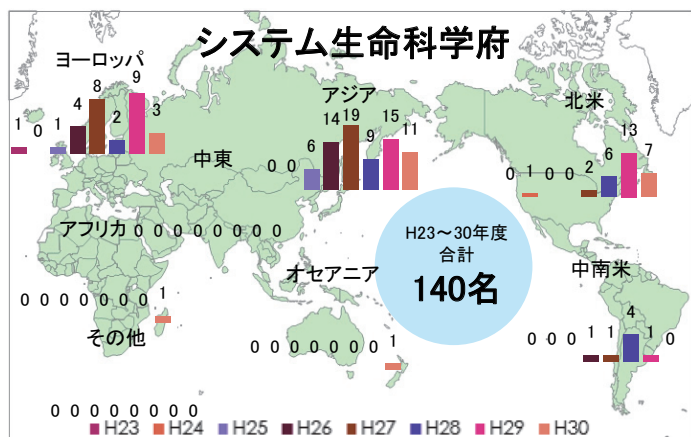 システム生命科学府
ヨーロッパ
1 0 1 4 8 2 9 3
アジア
0 0 6 14 19 9 15 11
北米
0 1 0 0 2 6 13 7
中東
0 0 0 0 0 0 0 0
アフリカ
0 0 0 0 0 0 0 1
オセアニア
0 0 0 0 0 0 0 1
H23～30年度
合計
140名
中南米
0 0 0 1 1 4 1 0
その他
0 0 0 0 0 0 0 0
H23 H24 H25 H26 H27 H28 H29 H30